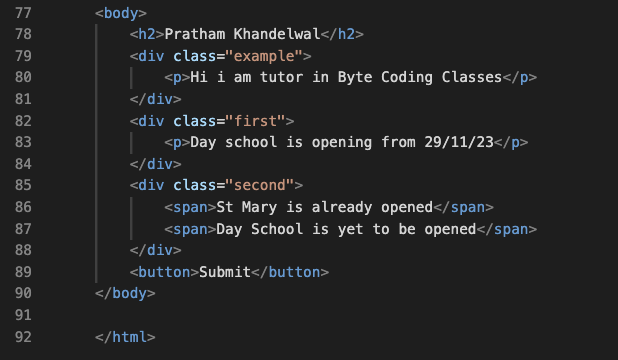 77 <body>
78 <h2>Pratham Khandelwal</h2>
79 <div class="example">
80 <p>Hi i am tutor in Byte Coding Classes</p>
81 </div>
82 <div class="first">
83 <p>Day school is opening from 29/11/23</p>
84 </div>
85 <div class="second">
86 <span>St Mary is already opened</span>
87 <span>Day School is yet to be opened</span>
88 </div>
89 <button>Submit</button>
90 </body>
91
92 </html>